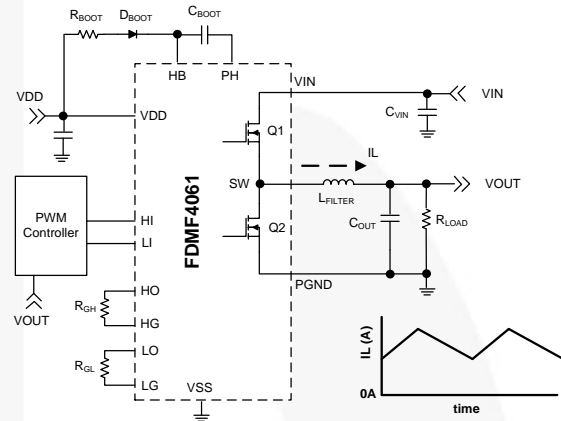 RBOOT
DBOOT
CBOOT
HB
PH
VIN
VDD
VDD
CVIN
VIN
Q1
IL
SW
VOUT
LFILTER
PWM
Controller
HI
LI
FDMF4061
Q2
COUT
RLOAD
PGND
VOUT
RGH
HO
HG
RGL
LO
LG
VSS
IL (A)
0A
time